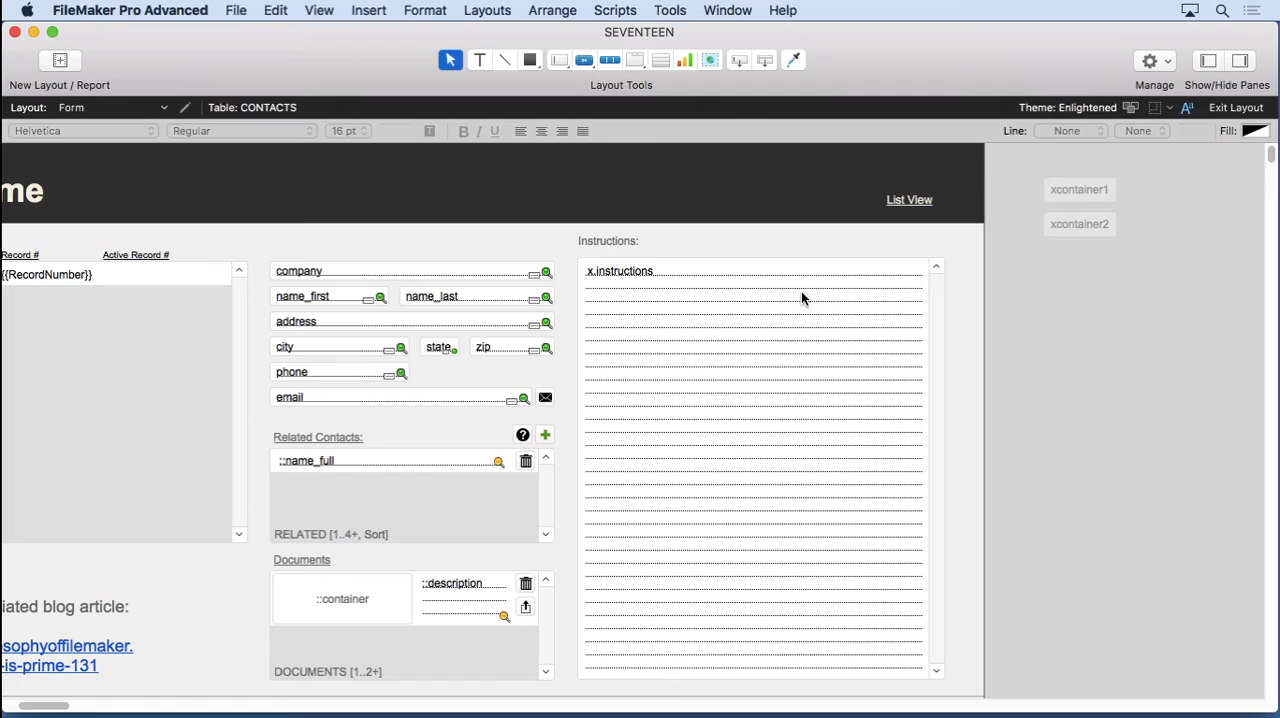 FileMaker Pro Advanced File Edit View Insert Format Layouts Arrange Scripts Tools Window Help
SEVENTEEN
New Layout / Report
Layout Tools
Manage
Show/Hide Panes
Layout: Form
Table: CONTACTS
Theme: Enlightened
Exit Layout
Helvetica
Regular
16 pt
B I U
Line: None None Fill:
me
List View
xcontainer1
xcontainer2
Record # Active Record #
{{RecordNumber}}
Instructions:
x.instructions
company
name_first name_last
address
city state zip
phone
email
Related Contacts:
::name_full
RELATED [1..4+, Sort]
Documents
::container
::description
DOCUMENTS [1..2+]
iated blog article:
sophyoffilemaker.
-is-prime-131